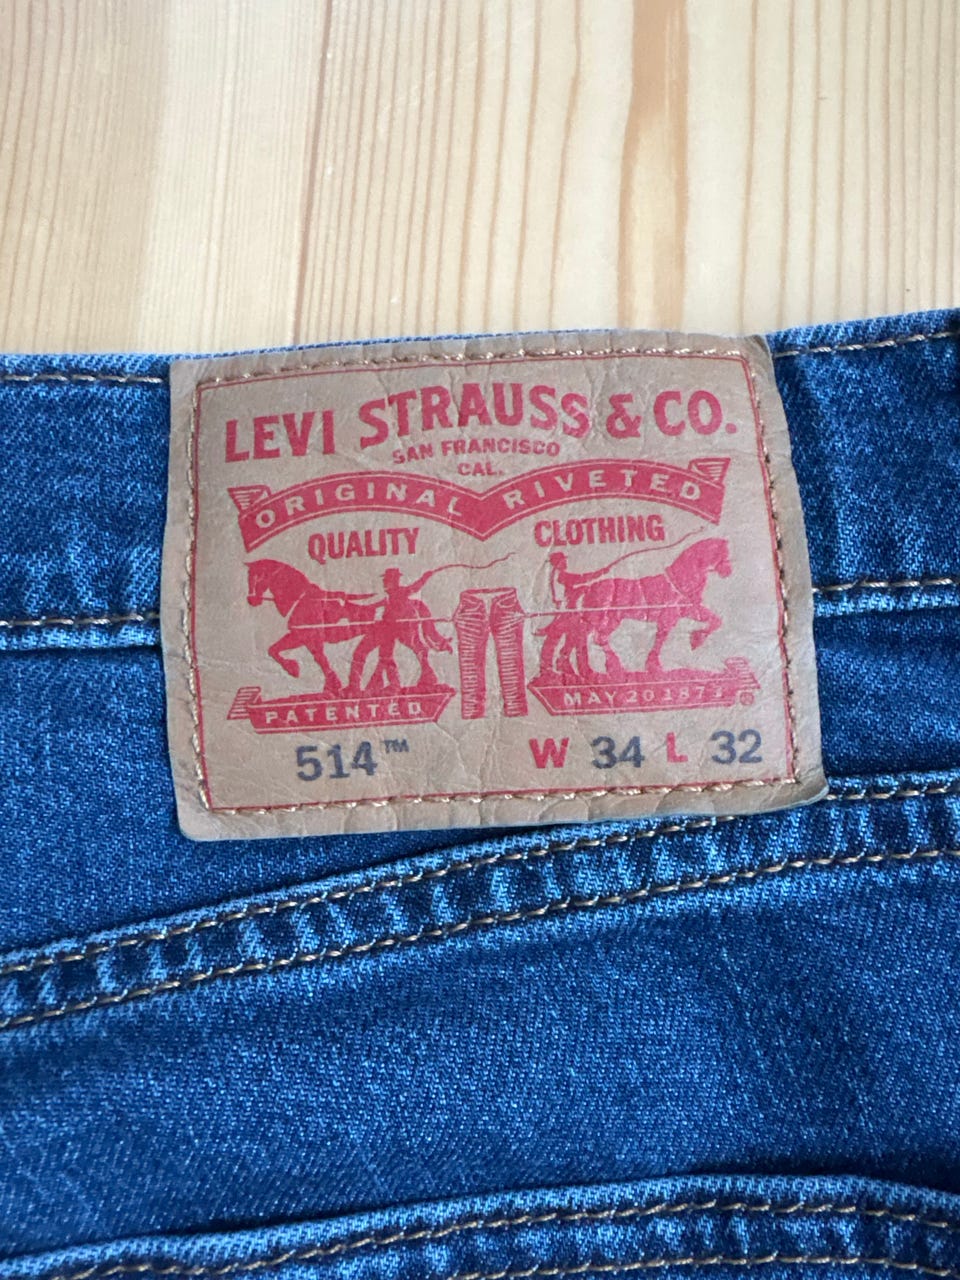 LEVI STRAUSS & CO.
SAN FRANCISCO
CAL.
ORIGINAL RIVETED
QUALITY CLOTHING
PATENTED MAY 20 1873 ®
514™ W 34 L 32